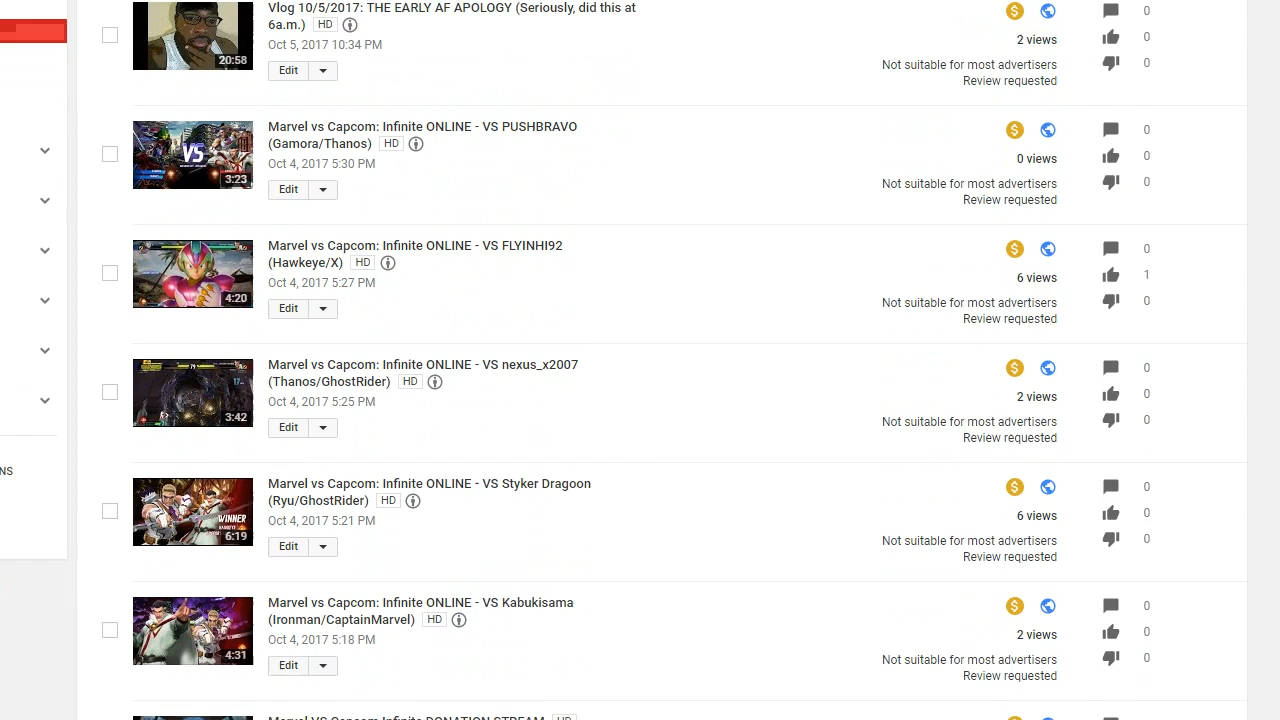 Vlog 10/5/2017: THE EARLY AF APOLOGY (Seriously, did this at
6a.m.) HD
Oct 5, 2017 10:34 PM
20:58
Edit
2 views
Not suitable for most advertisers
Review requested
0
0
0
Marvel vs Capcom: Infinite ONLINE - VS PUSHBRAVO
(Gamora/Thanos) HD
Oct 4, 2017 5:30 PM
VS
3:23
Edit
0 views
Not suitable for most advertisers
Review requested
0
0
0
Marvel vs Capcom: Infinite ONLINE - VS FLYINHI92
(Hawkeye/X) HD
Oct 4, 2017 5:27 PM
4:20
Edit
6 views
Not suitable for most advertisers
Review requested
0
1
0
Marvel vs Capcom: Infinite ONLINE - VS nexus_x2007
(Thanos/GhostRider) HD
Oct 4, 2017 5:25 PM
3:42
Edit
2 views
Not suitable for most advertisers
Review requested
0
0
0
NS
Marvel vs Capcom: Infinite ONLINE - VS Styker Dragoon
(Ryu/GhostRider) HD
Oct 4, 2017 5:21 PM
WINNER
6:19
Edit
6 views
Not suitable for most advertisers
Review requested
0
0
0
Marvel vs Capcom: Infinite ONLINE - VS Kabukisama
(Ironman/CaptainMarvel) HD
Oct 4, 2017 5:18 PM
4:31
Edit
2 views
Not suitable for most advertisers
Review requested
0
0
0
Marvel VS Capcom Infinite DONATION STREAM HD